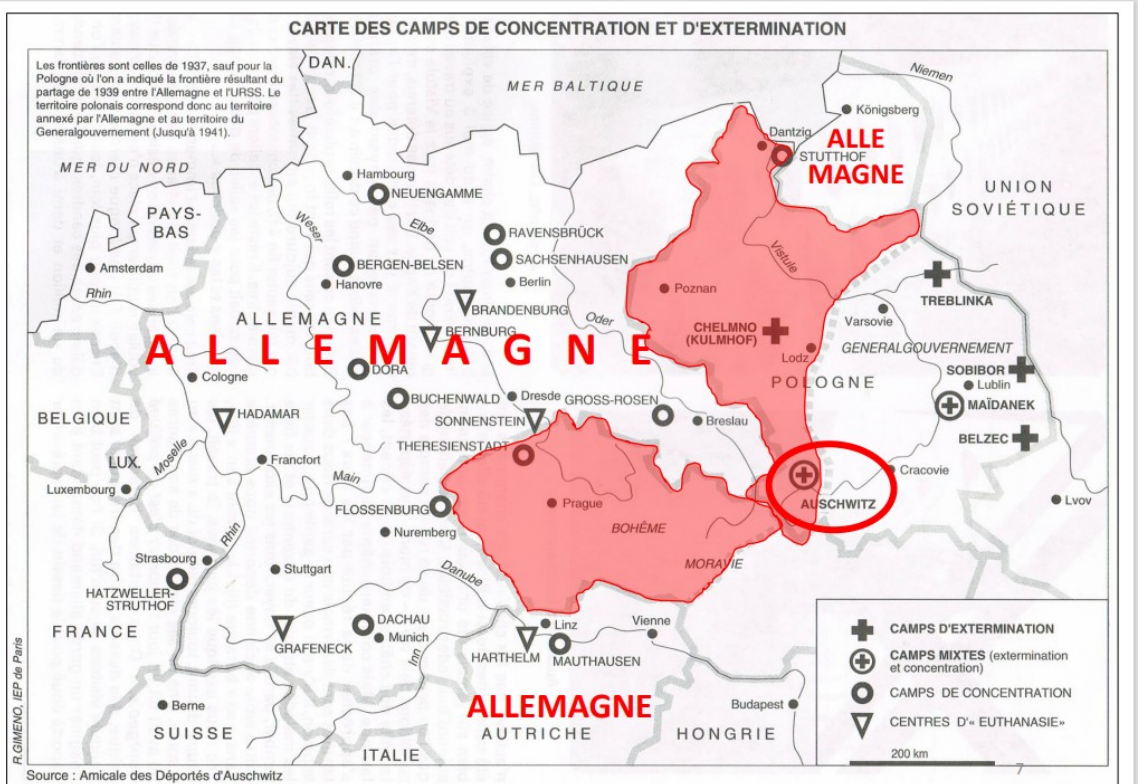 CARTE DES CAMPS DE CONCENTRATION ET D'EXTERMINATION
Les frontières sont celles de 1937, sauf pour la
Pologne où l'on a indiqué la frontière résultant du
partage de 1939 entre l'Allemagne et l'URSS. Le
territoire polonais correspond donc au territoire
annexé par l'Allemagne et au territoire du
Generalgouvernement (Jusqu'à 1941).
DAN.
MER BALTIQUE
Niemen
Königsberg
Dantzig
STUTTHOF
ALLE
MAGNE
MER DU NORD
Hambourg
NEUENGAMME
UNION
SOVIÉTIQUE
PAYS-
BAS
Weser
Elbe
RAVENSBRÜCK
SACHSENHAUSEN
Vistule
Amsterdam
BERGEN-BELSEN
Hanovre
Berlin
Rhin
Poznan
TREBLINKA
BRANDENBURG
ALLEMAGNE
BERNBURG
Oder
CHELMNO
(KULMHOF)
Varsovie
A L L E M A G N E
Lodz
GENERALGOUVERNEMENT
DORA
Cologne
POLOGNE
SOBIBOR
Lublin
BUCHENWALD
Dresde
GROSS-ROSEN
MAÏDANEK
BELGIQUE
HADAMAR
SONNENSTEIN
Breslau
THERESIENSTADT
BELZEC
LUX.
Moselle
Francfort
Main
Cracovie
Luxembourg
FLOSSENBURG
Prague
AUSCHWITZ
Lvov
Nuremberg
BOHÊME
Rhin
Strasbourg
Stuttgart
Danube
MORAVIE
HATZWELLER-
STRUTHOF
FRANCE
DACHAU
Munich
Linz
Vienne
GRAFENECK
Inn
HARTHELM
MAUTHAUSEN
ALLEMAGNE
Berne
Budapest
SUISSE
AUTRICHE
HONGRIE
ITALIE
CAMPS D'EXTERMINATION
CAMPS MIXTES (extermination
et concentration)
CAMPS DE CONCENTRATION
CENTRES D'« EUTHANASIE»
200 km
7
R.GIMENO, IEP de Paris
Source : Amicale des Déportés d'Auschwitz